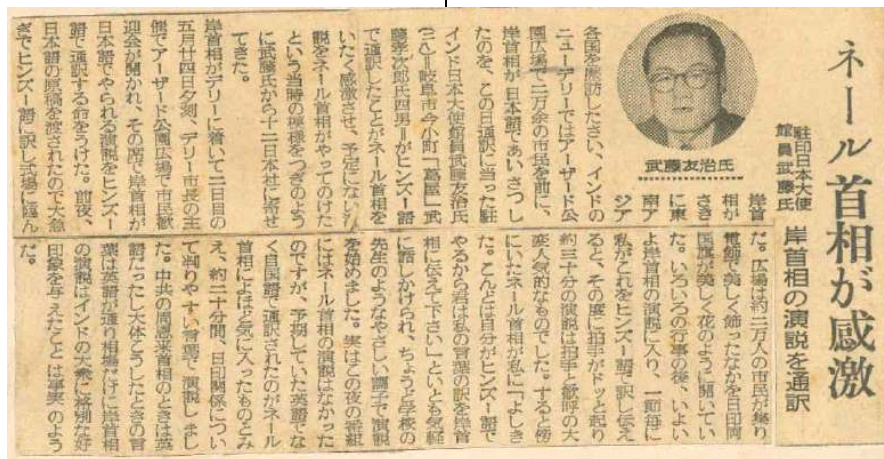 ネール首相が感激
岸首相の演説を通訳
駐印日本大使
館員武藤氏
武藤友治氏
岸首
相がさ
きに東
南ア
ジア
各国を歴訪したさい、インドの
ニューデリーではアーザード公
園広場で二万余の市民を前に、
岸首相が日本語であいさつし
たのを、この日通訳に当った駐
インド日本大使館員武藤友治氏
(三〇)=岐阜市今小町「葛屋」武
藤孝次郎氏四男=がヒンズー語
で通訳したことがネール首相を
いたく感激させ、予定にない演
説をネール首相がやってのけた
という当時の模様をつぎのよう
に武藤氏から十二日本社に寄せ
てきた。
岸首相がデリーに着いて二日目の
五月廿四日夕刻、デリー市長の主
催でアーザード公園広場で市民歓
迎会が開かれ、その席で岸首相が
日本語でやられる演説をヒンズー
語で通訳する命をうけた。前夜、
日本語の原稿を渡されたので大急
ぎでヒンズー語に訳し式場に臨ん
だ。広場は約二万人の市民が集り
電飾で美しく飾ったなかを日印両
国旗が美しく花のように開いてい
た。いろいろの行事の後、いよい
よ岸首相の演説に入り、一節毎に
私がこれをヒンズー語で訳し伝え
ると、その度に拍手がドッと起り
約三十分の演説は拍手と歓呼の大
変人気的なものでした。すると傍
にいたネール首相が私に「よしき
た。こんどは自分がヒンズー語で
やるから君は私の言葉の訳を岸首
相に伝えて下さい」といとも気軽
に話しかけられ、ちょうど学校の
先生のようなやさしい調子で演説
を始めました。実はこの夜の番組
にはネール首相の演説はなかった
のですが、予期していた英語でな
く自国語で通訳されたのがネール
首相によほど気に入ったものとみ
え、約二十分間、日印関係につい
て判りやすい言葉で演説しまし
た。中共の周恩来首相のときは英
語だったし大体こうしたときの言
葉は英語が通り相場だけに岸首相
の演説はインドの大衆に格別な好
印象を与えたことは事実のよう
だ。